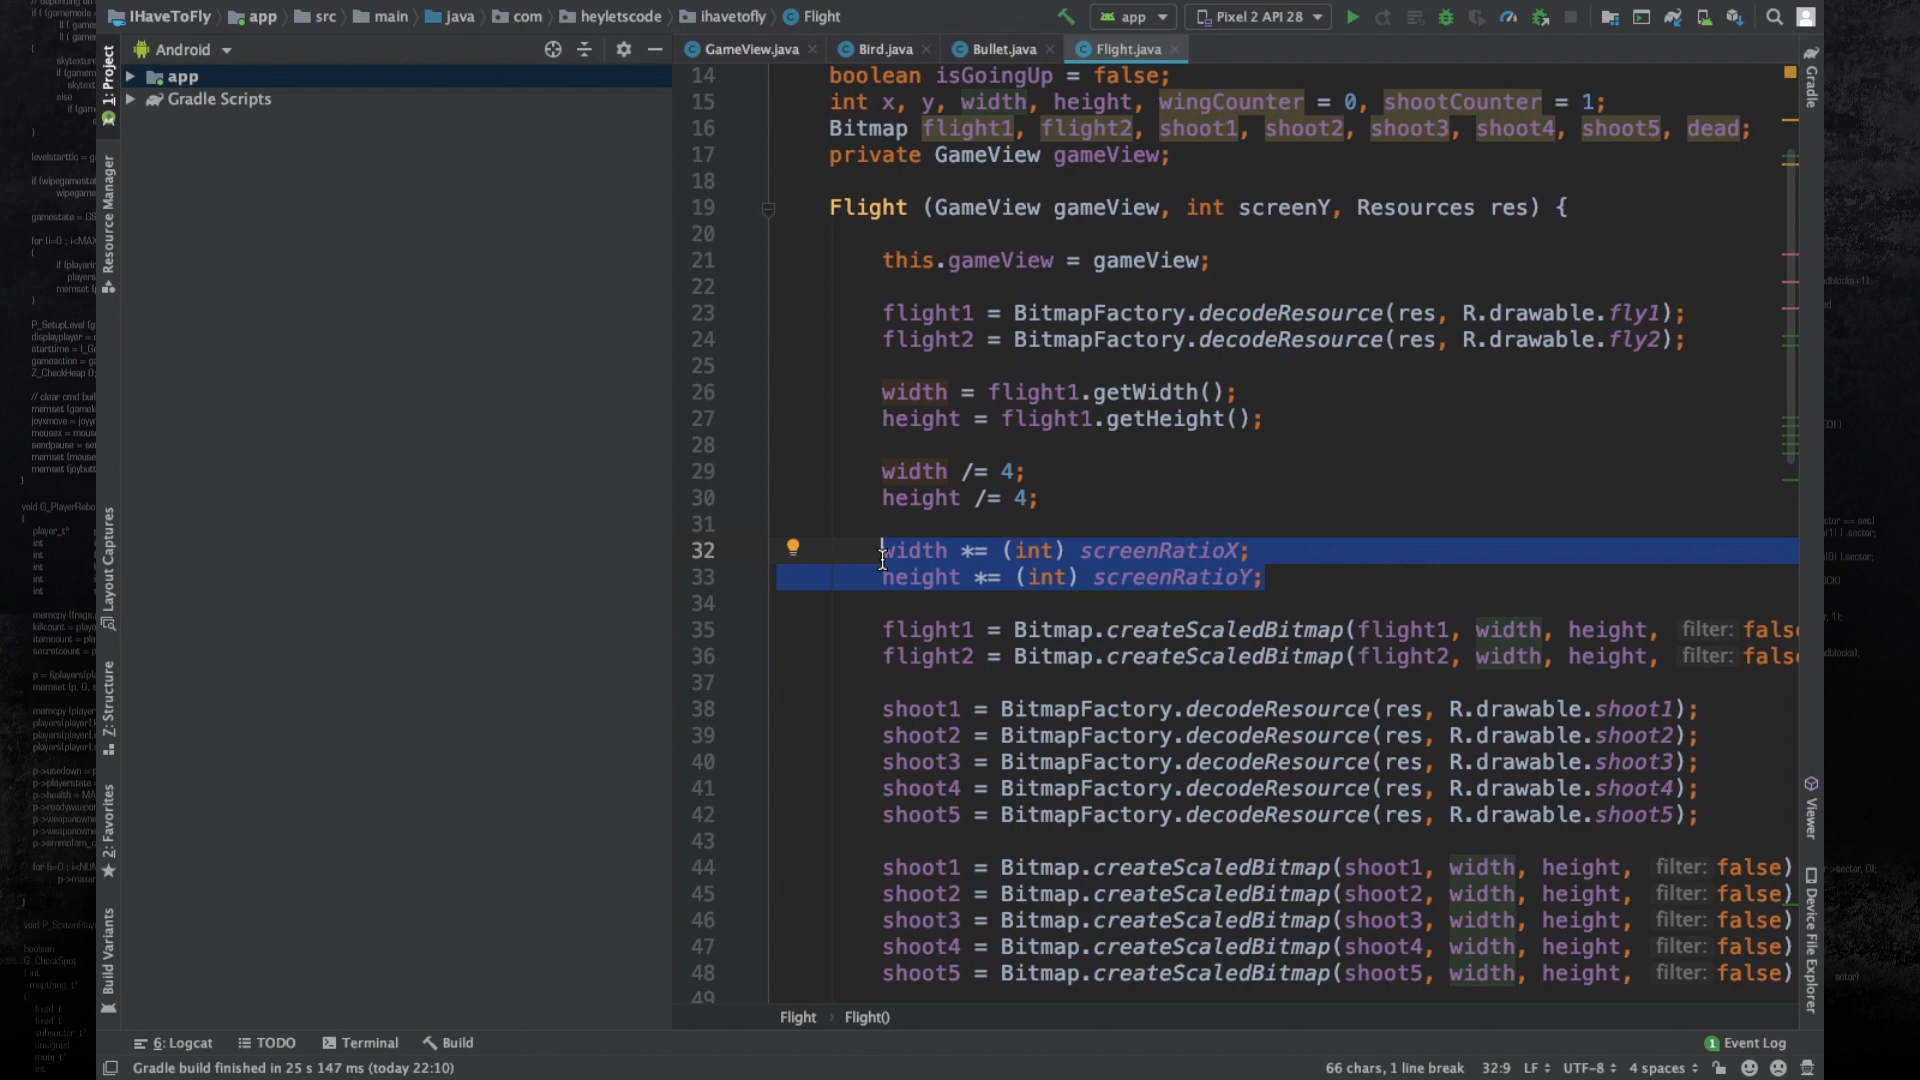 IHaveToFly app src main java com heyletscode ihavetofly Flight
app Pixel 2 API 28
Android
GameView.java Bird.java Bullet.java Flight.java
app
Gradle Scripts
1: Project
Resource Manager
Layout Captures
Z: Structure
2: Favorites
Build Variants
14 boolean isGoingUp = false;
15 int x, y, width, height, wingCounter = 0, shootCounter = 1;
16 Bitmap flight1, flight2, shoot1, shoot2, shoot3, shoot4, shoot5, dead;
17 private GameView gameView;
18
19 Flight (GameView gameView, int screenY, Resources res) {
20
21 this.gameView = gameView;
22
23 flight1 = BitmapFactory.decodeResource(res, R.drawable.fly1);
24 flight2 = BitmapFactory.decodeResource(res, R.drawable.fly2);
25
26 width = flight1.getWidth();
27 height = flight1.getHeight();
28
29 width /= 4;
30 height /= 4;
31
32 width *= (int) screenRatioX;
33 height *= (int) screenRatioY;
34
35 flight1 = Bitmap.createScaledBitmap(flight1, width, height, filter: fals
36 flight2 = Bitmap.createScaledBitmap(flight2, width, height, filter: fals
37
38 shoot1 = BitmapFactory.decodeResource(res, R.drawable.shoot1);
39 shoot2 = BitmapFactory.decodeResource(res, R.drawable.shoot2);
40 shoot3 = BitmapFactory.decodeResource(res, R.drawable.shoot3);
41 shoot4 = BitmapFactory.decodeResource(res, R.drawable.shoot4);
42 shoot5 = BitmapFactory.decodeResource(res, R.drawable.shoot5);
43
44 shoot1 = Bitmap.createScaledBitmap(shoot1, width, height, filter: false)
45 shoot2 = Bitmap.createScaledBitmap(shoot2, width, height, filter: false)
46 shoot3 = Bitmap.createScaledBitmap(shoot3, width, height, filter: false)
47 shoot4 = Bitmap.createScaledBitmap(shoot4, width, height, filter: false)
48 shoot5 = Bitmap.createScaledBitmap(shoot5, width, height, filter: false)
49
Gradle
Viewer
Device File Explorer
Flight › Flight()
6: Logcat TODO Terminal Build
1 Event Log
Gradle build finished in 25 s 147 ms (today 22:10)
66 chars, 1 line break 32:9 LF UTF-8 4 spaces